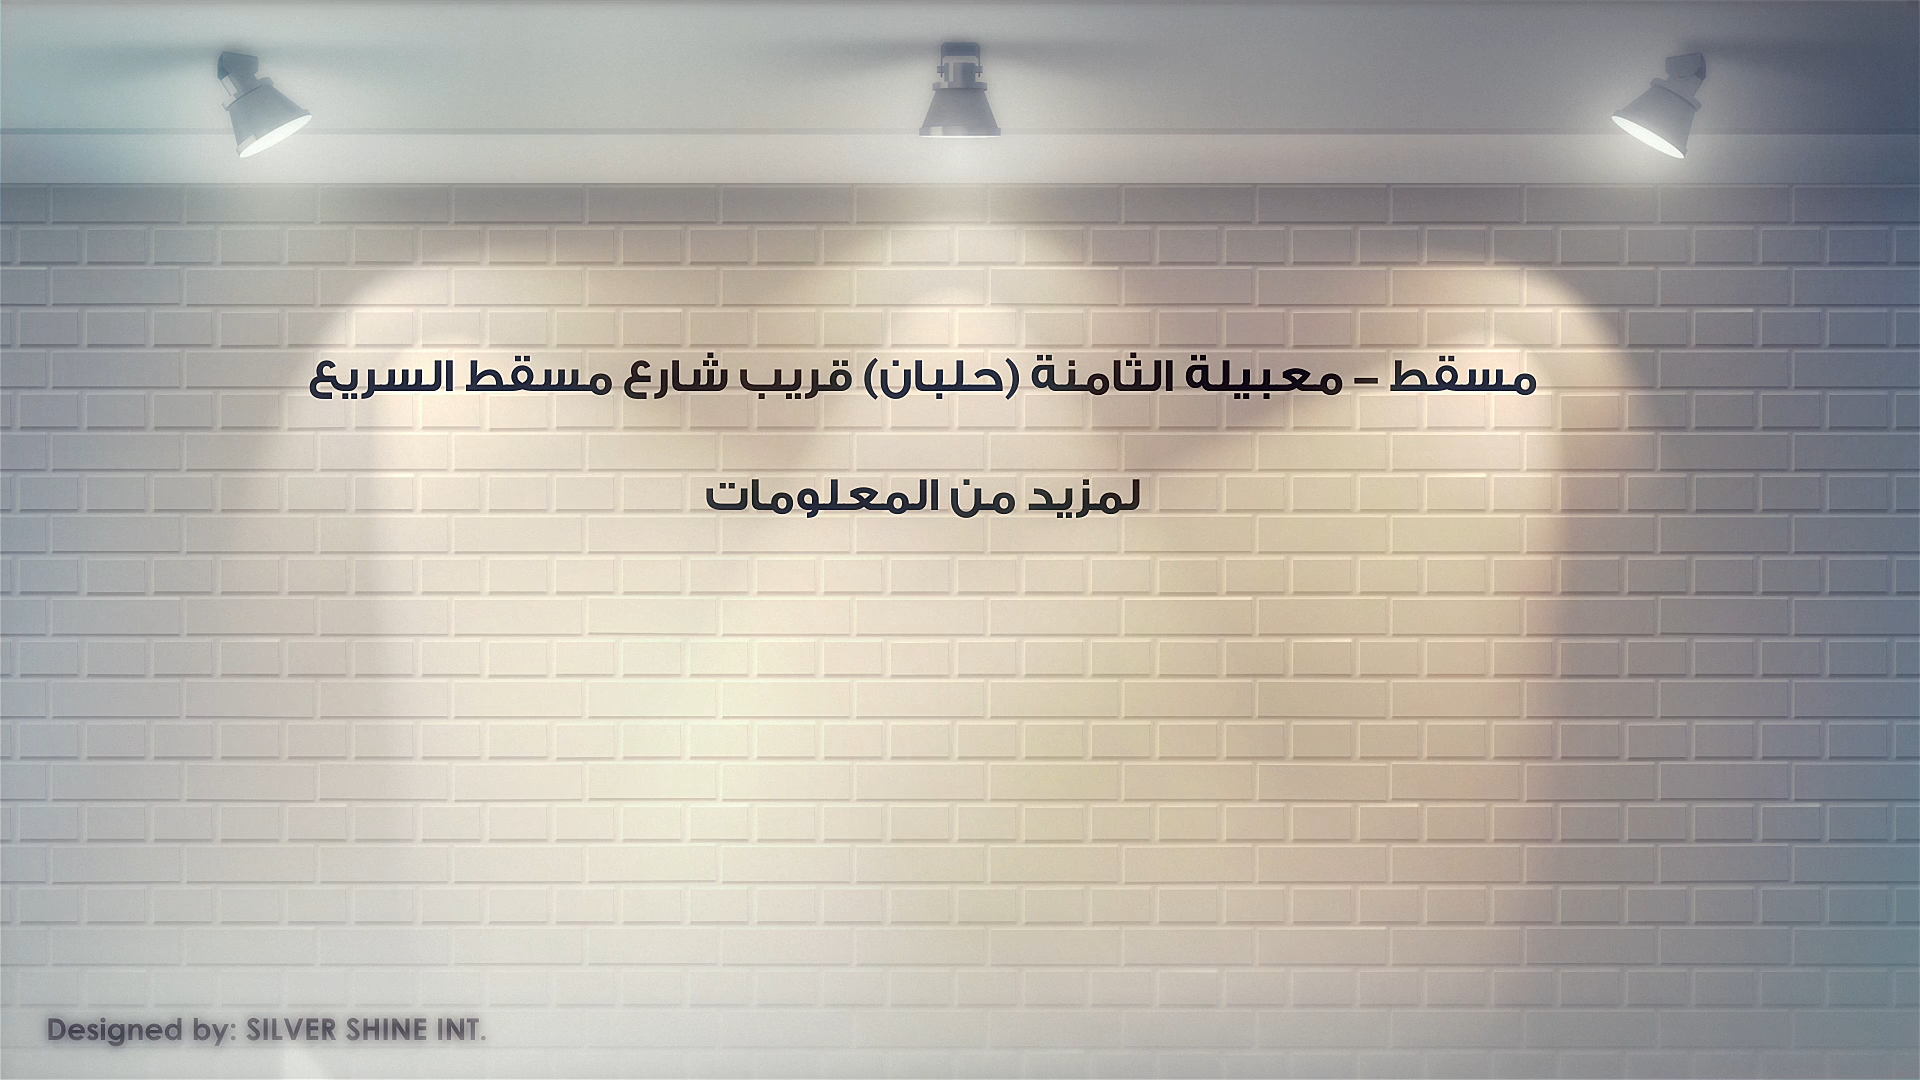 مسقط – معبيلة الثامنة (حلبان) قريب شارع مسقط السريع
لمزيد من المعلومات
Designed by: SILVER SHINE INT.